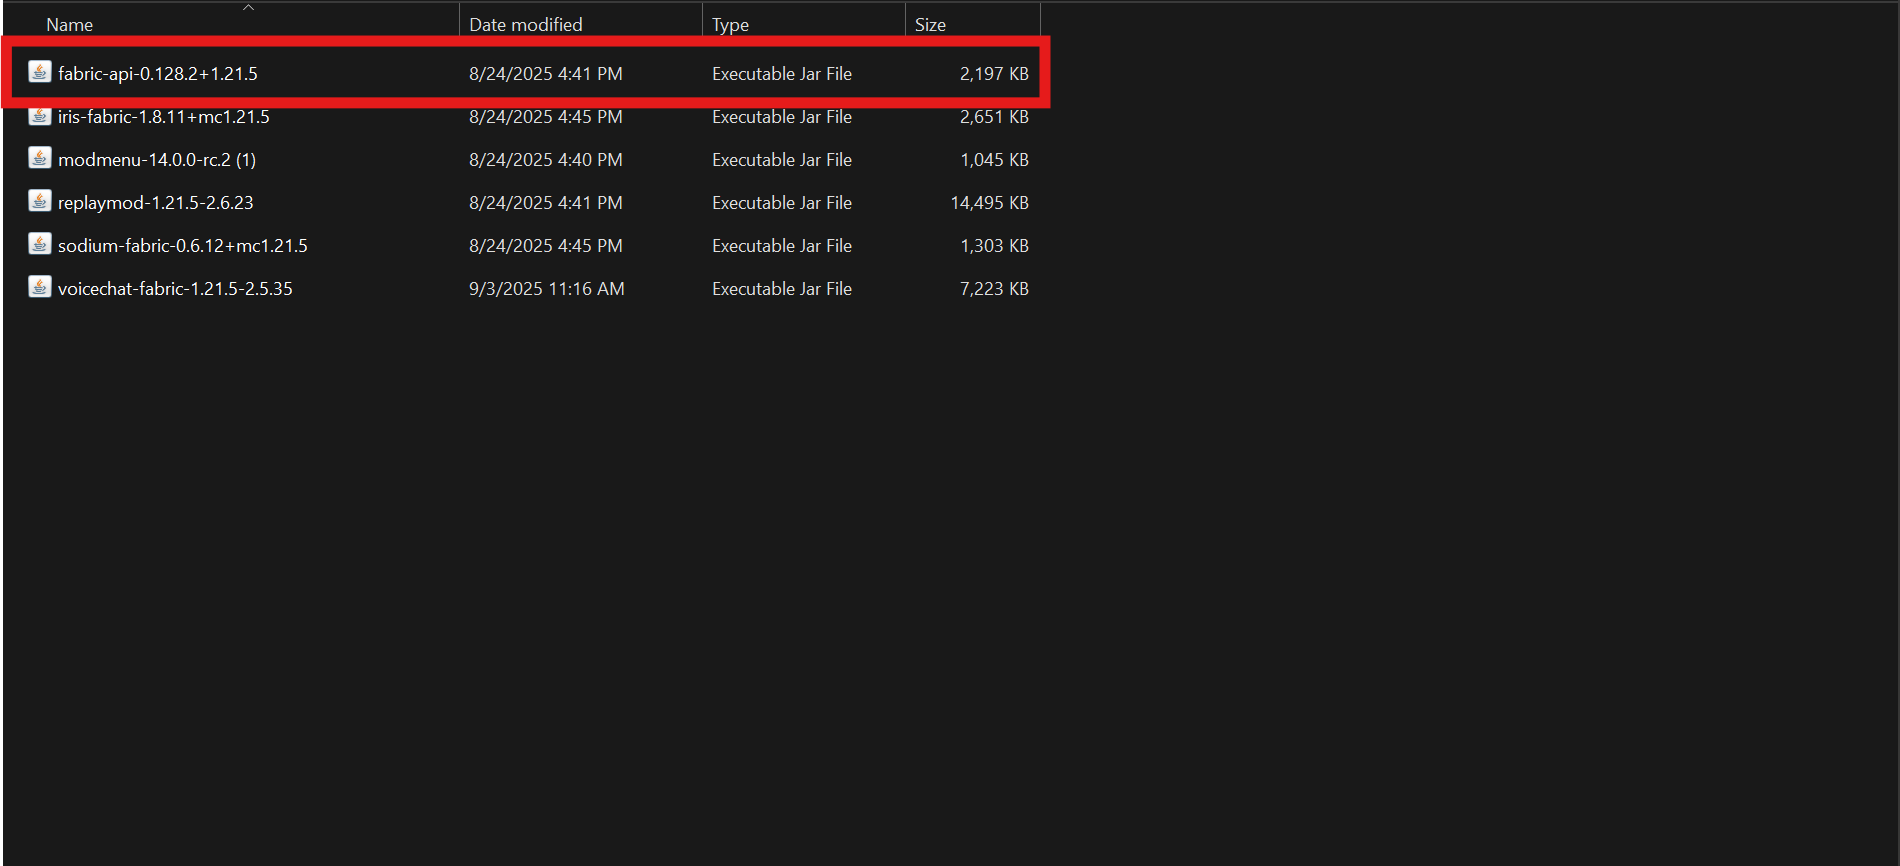 Name Date modified Type Size
fabric-api-0.128.2+1.21.5 8/24/2025 4:41 PM Executable Jar File 2,197 KB
iris-fabric-1.8.11+mc1.21.5 8/24/2025 4:45 PM Executable Jar File 2,651 KB
modmenu-14.0.0-rc.2 (1) 8/24/2025 4:40 PM Executable Jar File 1,045 KB
replaymod-1.21.5-2.6.23 8/24/2025 4:41 PM Executable Jar File 14,495 KB
sodium-fabric-0.6.12+mc1.21.5 8/24/2025 4:45 PM Executable Jar File 1,303 KB
voicechat-fabric-1.21.5-2.5.35 9/3/2025 11:16 AM Executable Jar File 7,223 KB